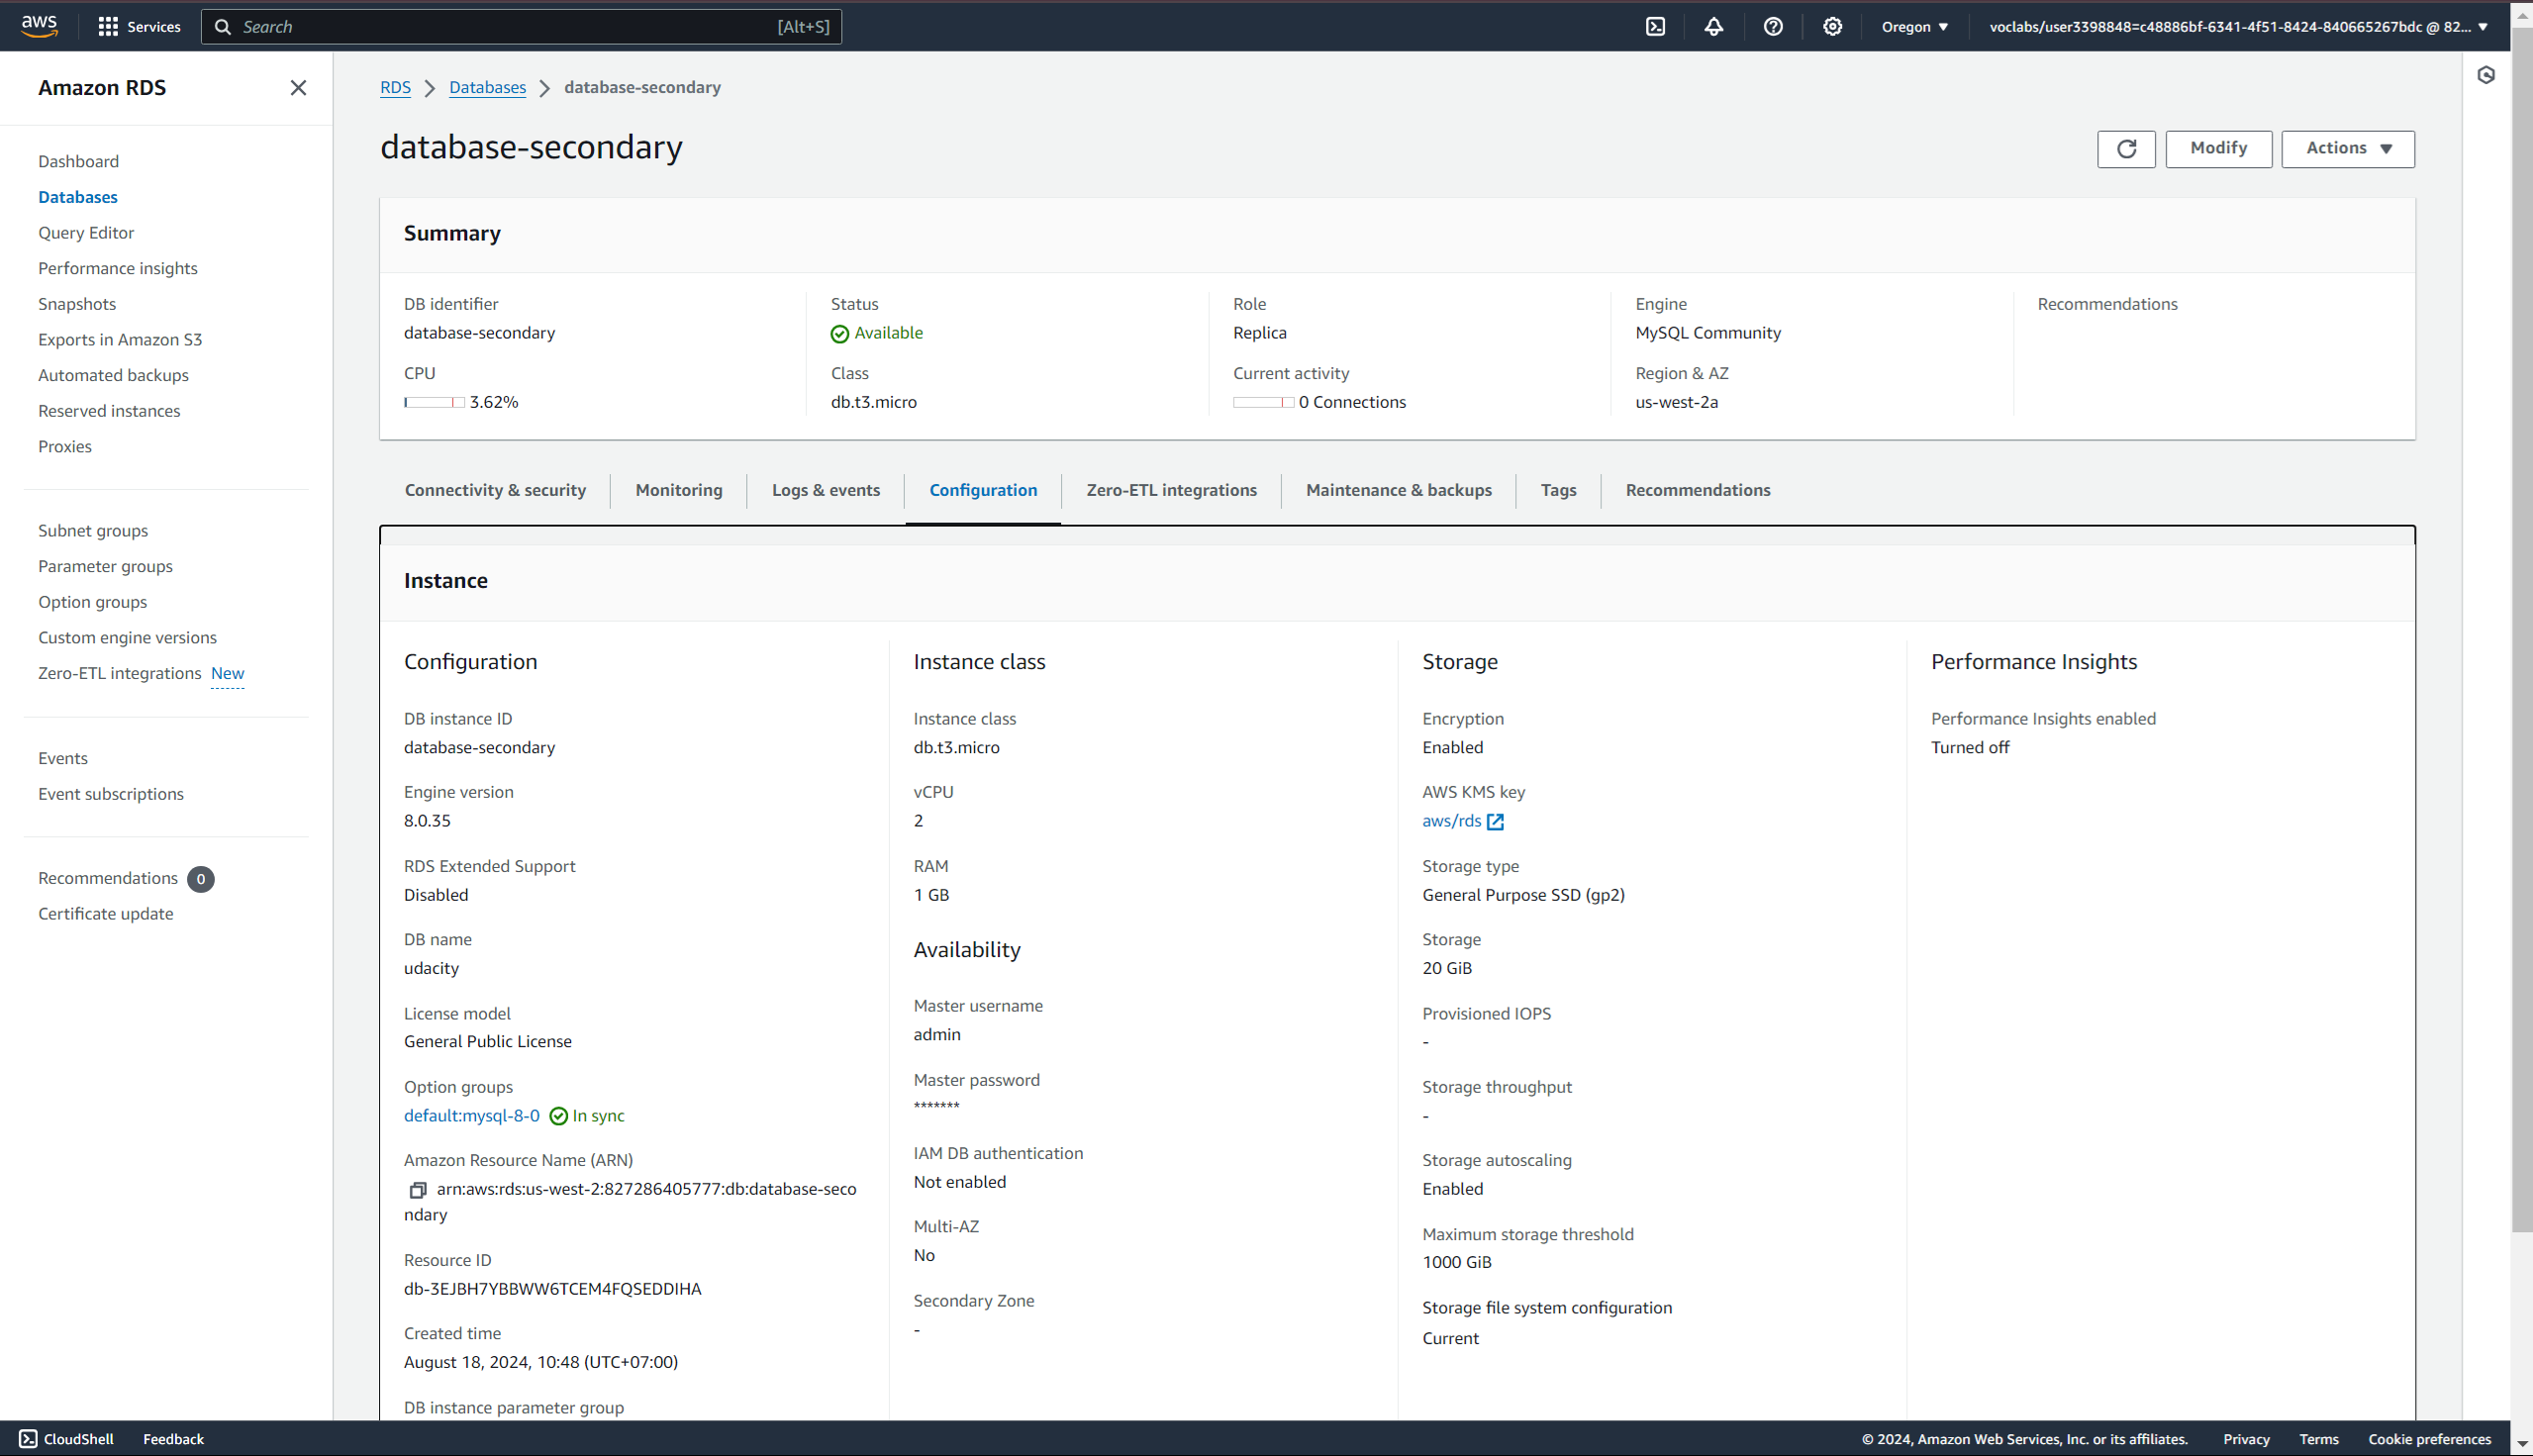 aws
Services
Search
[Alt+S]
Oregon ▼
voclabs/user3398848=c48886bf-6341-4f51-8424-840665267bdc @ 82... ▼
Amazon RDS
Dashboard
Databases
Query Editor
Performance insights
Snapshots
Exports in Amazon S3
Automated backups
Reserved instances
Proxies
Subnet groups
Parameter groups
Option groups
Custom engine versions
Zero-ETL integrations New
Events
Event subscriptions
Recommendations 0
Certificate update
RDS > Databases > database-secondary
database-secondary
Modify
Actions ▼
Summary
DB identifier
database-secondary
CPU
3.62%
Status
Available
Class
db.t3.micro
Role
Replica
Current activity
0 Connections
Engine
MySQL Community
Region & AZ
us-west-2a
Recommendations
Connectivity & security
Monitoring
Logs & events
Configuration
Zero-ETL integrations
Maintenance & backups
Tags
Recommendations
Instance
Configuration
DB instance ID
database-secondary
Engine version
8.0.35
RDS Extended Support
Disabled
DB name
udacity
License model
General Public License
Option groups
default:mysql-8-0 In sync
Amazon Resource Name (ARN)
arn:aws:rds:us-west-2:827286405777:db:database-seco
ndary
Resource ID
db-3EJBH7YBBWW6TCEM4FQSEDDIHA
Created time
August 18, 2024, 10:48 (UTC+07:00)
DB instance parameter group
Instance class
Instance class
db.t3.micro
vCPU
2
RAM
1 GB
Availability
Master username
admin
Master password
*******
IAM DB authentication
Not enabled
Multi-AZ
No
Secondary Zone
-
Storage
Encryption
Enabled
AWS KMS key
aws/rds
Storage type
General Purpose SSD (gp2)
Storage
20 GiB
Provisioned IOPS
-
Storage throughput
-
Storage autoscaling
Enabled
Maximum storage threshold
1000 GiB
Storage file system configuration
Current
Performance Insights
Performance Insights enabled
Turned off
CloudShell
Feedback
© 2024, Amazon Web Services, Inc. or its affiliates.
Privacy
Terms
Cookie preferences